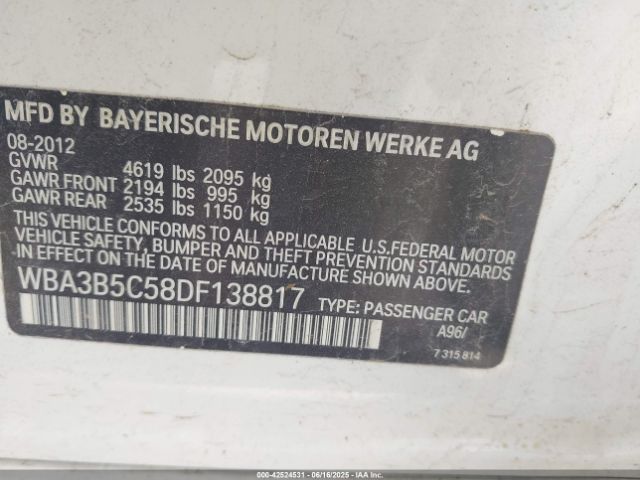 MFD BY BAYERISCHE MOTOREN WERKE AG
08-2012
GVWR 4619 lbs 2095 kg
GAWR FRONT 2194 lbs 995 kg
GAWR REAR 2535 lbs 1150 kg
THIS VEHICLE CONFORMS TO ALL APPLICABLE U.S.FEDERAL MOTOR
VEHICLE SAFETY, BUMPER AND THEFT PREVENTION STANDARDS
IN EFFECT ON THE DATE OF MANUFACTURE SHOWN ABOVE.
WBA3B5C58DF138817 TYPE: PASSENGER CAR
A96/
7 315 814
000-42524531 - 06/16/2025 - IAA Inc.